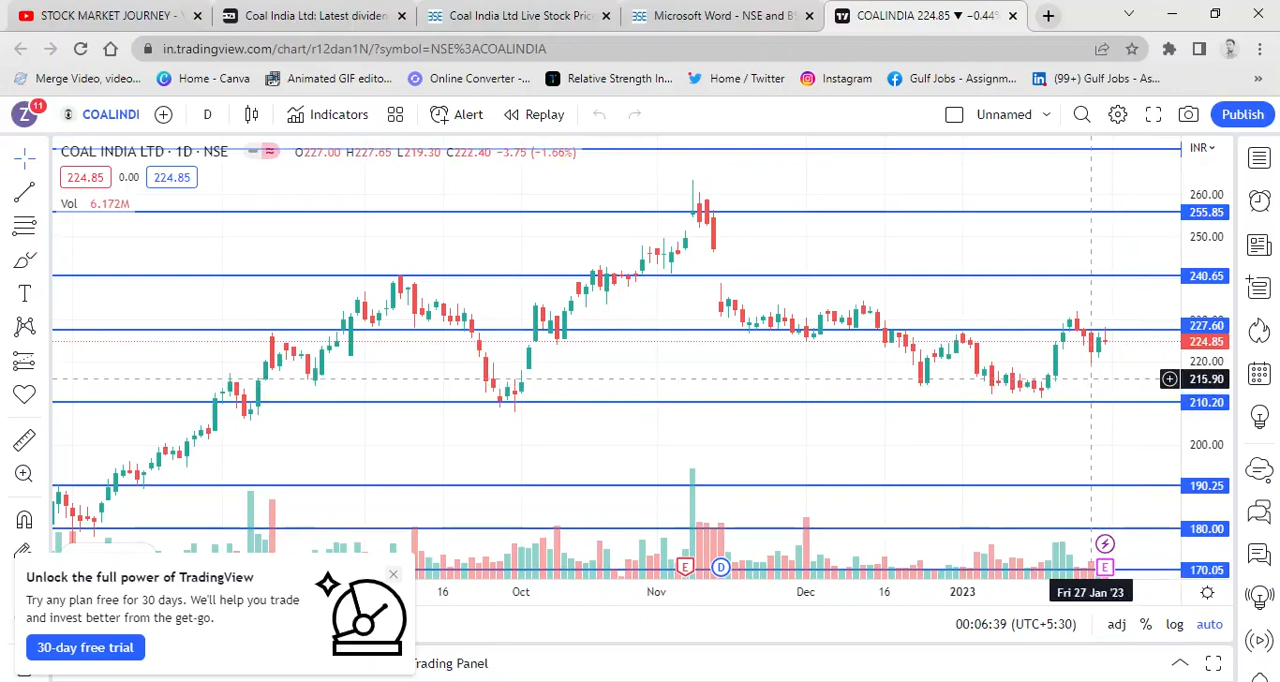 STOCK MARKET JOURNEY -
Coal India Ltd: Latest dividen
Coal India Ltd Live Stock Pric
Microsoft Word - NSE and B
COALINDIA 224.85 ▼ −0.44%
in.tradingview.com/chart/r12dan1N/?symbol=NSE%3ACOALINDIA
Merge Video, video...
Home - Canva
Animated GIF edito...
Online Converter -...
Relative Strength In...
Home / Twitter
Instagram
Gulf Jobs - Assignm...
(99+) Gulf Jobs - As...
Z 11
COALINDI
D
Indicators
Alert
Replay
Unnamed
Publish
COAL INDIA LTD · 1D · NSE
O227.00 H227.65 L219.30 C222.40 −3.75 (−1.66%)
INR
224.85 0.00 224.85
Vol 6.172M
260.00
255.85
250.00
240.65
227.60
224.85
220.00
215.90
210.20
200.00
190.25
180.00
170.05
E
D
E
16
Oct
Nov
Dec
16
2023
Fri 27 Jan '23
Unlock the full power of TradingView
Try any plan free for 30 days. We'll help you trade
and invest better from the get-go.
30-day free trial
00:06:39 (UTC+5:30)
adj
%
log
auto
Trading Panel